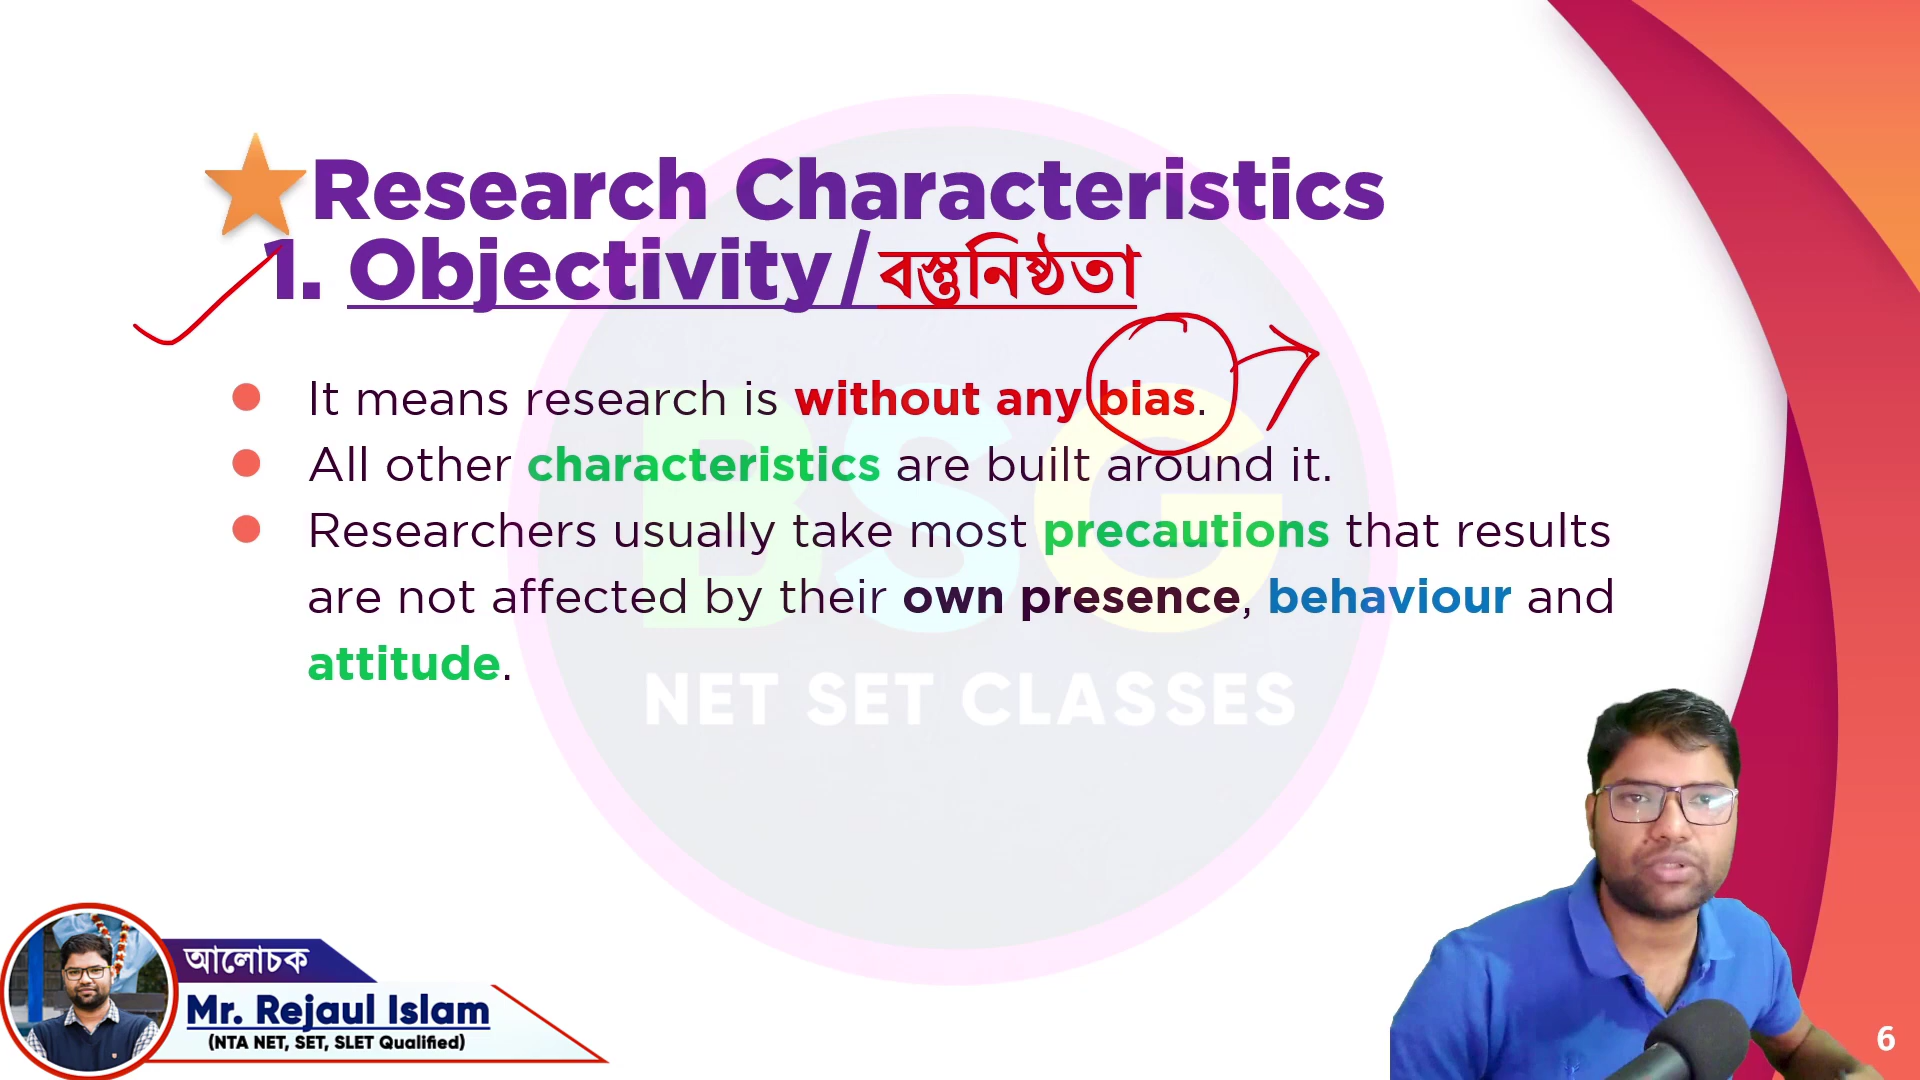 Research Characteristics
1. Objectivity/বস্তুনিষ্ঠতা
It means research is without any bias.
All other characteristics are built around it.
Researchers usually take most precautions that results
are not affected by their own presence, behaviour and
attitude.
BSG
NET SET CLASSES
আলোচক
Mr. Rejaul Islam
(NTA NET, SET, SLET Qualified)
6